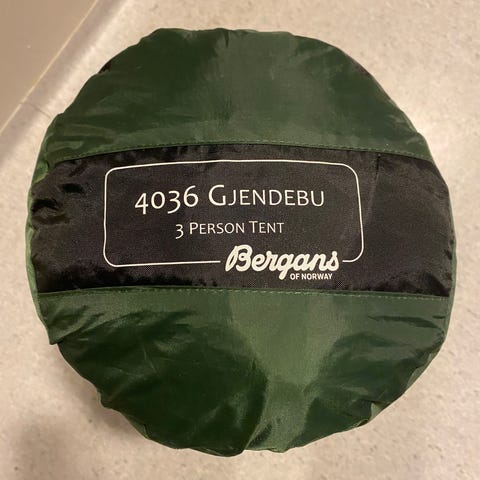 4036 GJENDEBU
3 PERSON TENT
Bergans
OF NORWAY